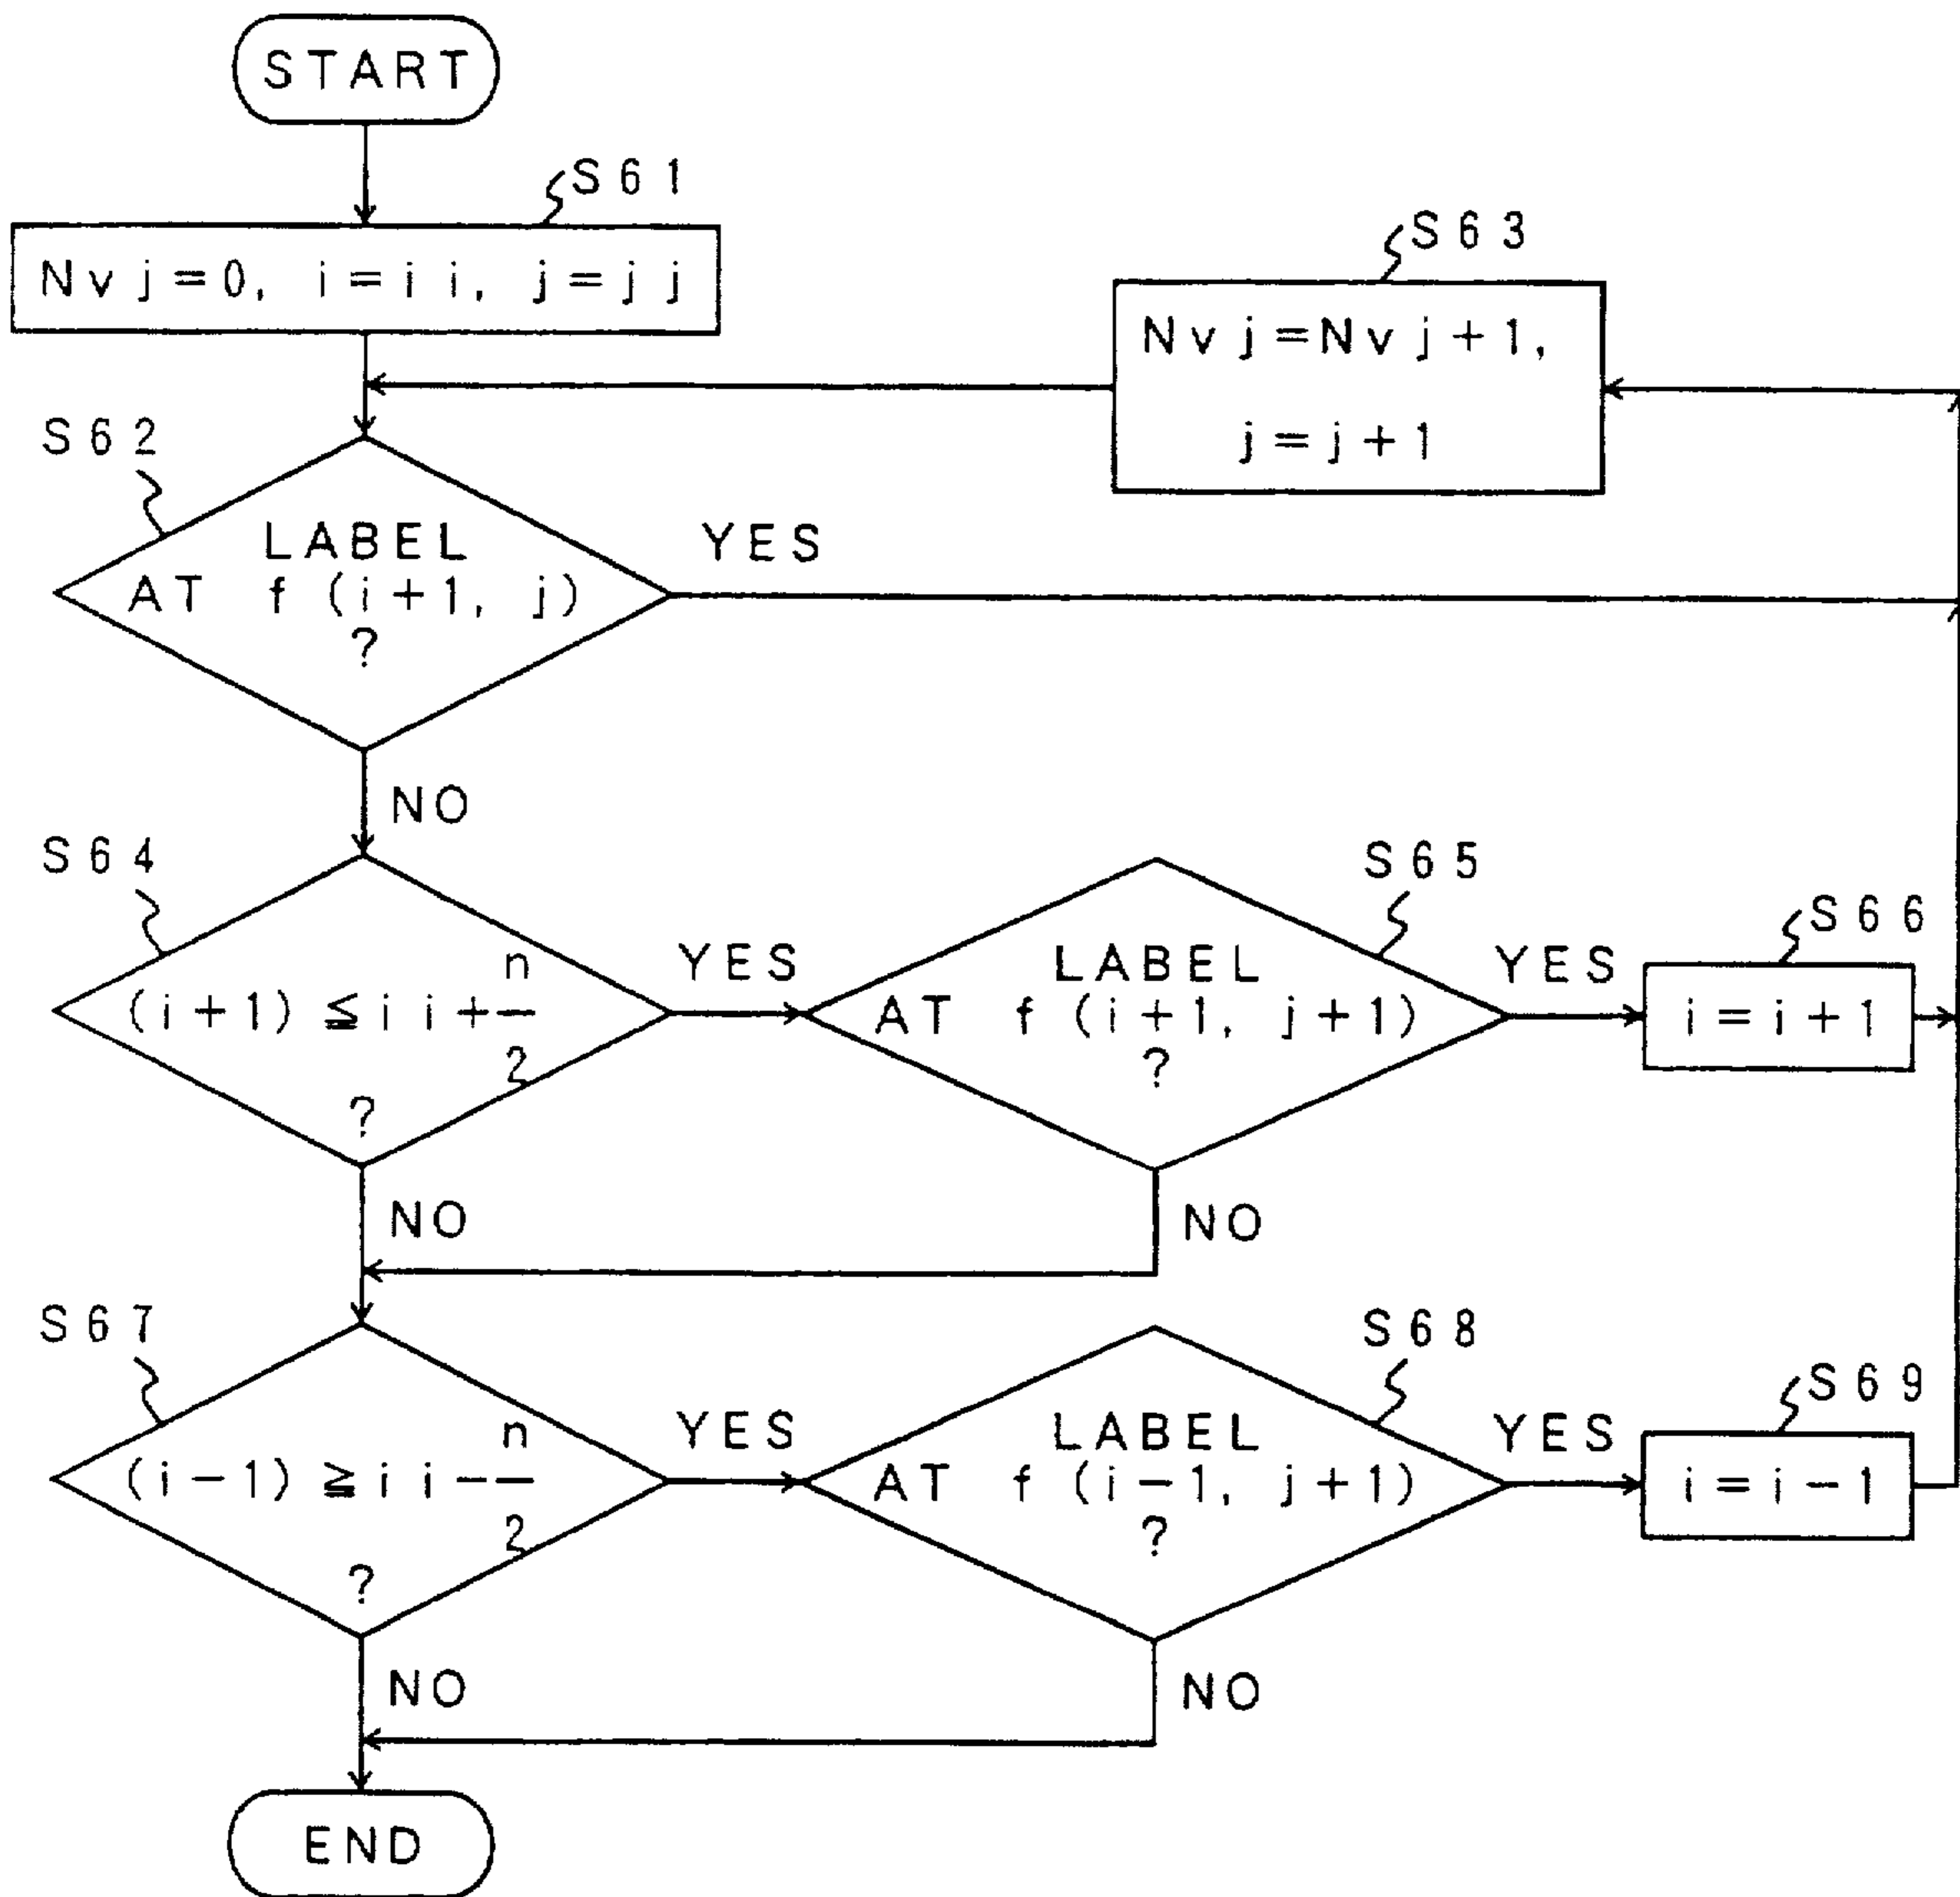 START
S61
Nvj=0, i=ii, j=jj
S63
Nvj=Nvj+1,
j=j+1
S62
LABEL
AT f(i+1, j)
?
YES
NO
S64
(i+1)≦ii+n/2
?
YES
S65
LABEL
AT f(i+1, j+1)
?
YES
S66
i=i+1
NO
NO
S67
(i-1)≧ii-n/2
?
YES
S68
LABEL
AT f(i-1, j+1)
?
YES
S69
i=i-1
NO
NO
END